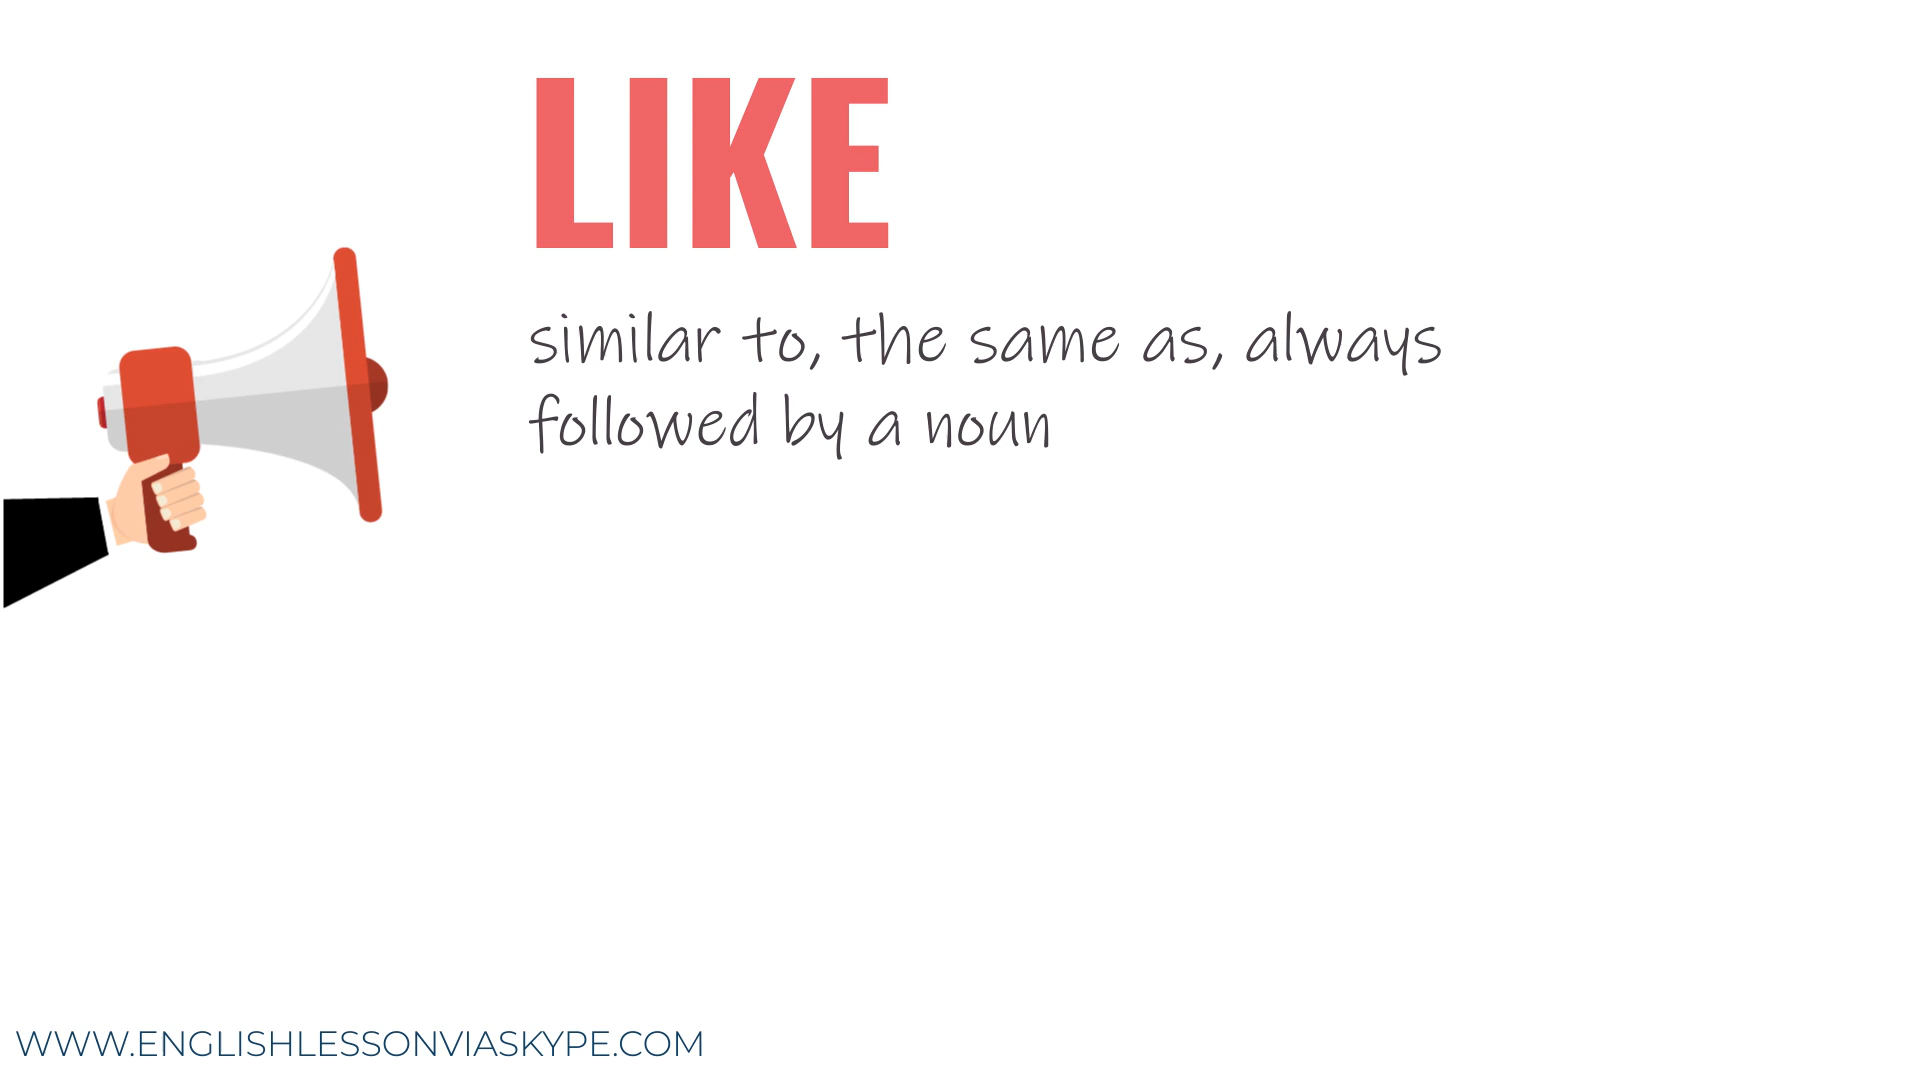 LIKE
similar to, the same as, always
followed by a noun
WWW.ENGLISHLESSONVIASKYPE.COM